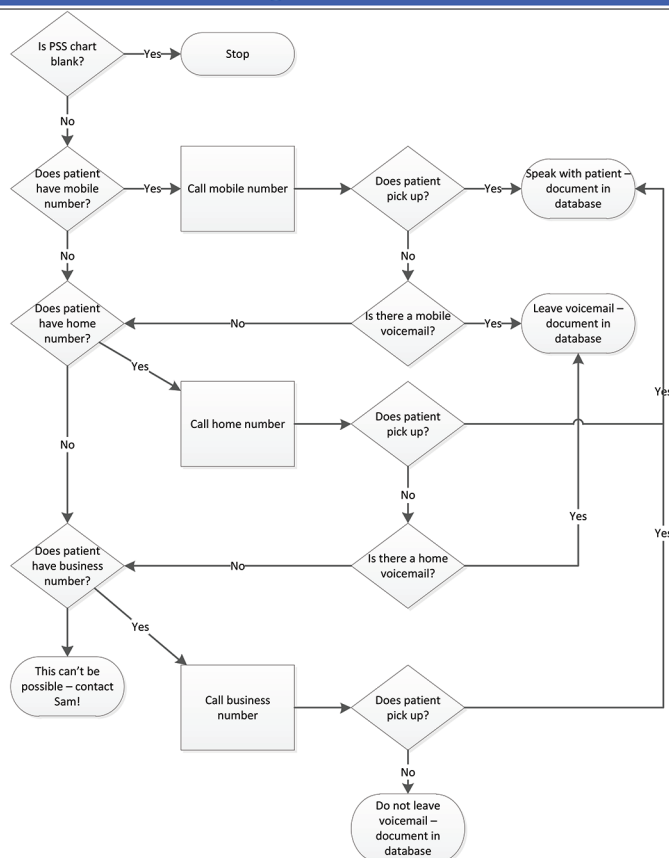 Is PSS chart
blank?
Yes
Stop
No
Does patient
have mobile
number?
Yes
Call mobile number
Does patient
pick up?
Yes
Speak with patient –
document in
database
No
No
Does patient
have home
number?
No
Is there a mobile
voicemail?
Yes
Leave voicemail –
document in
database
Yes
Call home number
Does patient
pick up?
Yes
No
No
Yes
Yes
Does patient
have business
number?
No
Is there a home
voicemail?
Yes
This can't be
possible – contact
Sam!
Call business
number
Does patient
pick up?
No
Do not leave
voicemail –
document in
database